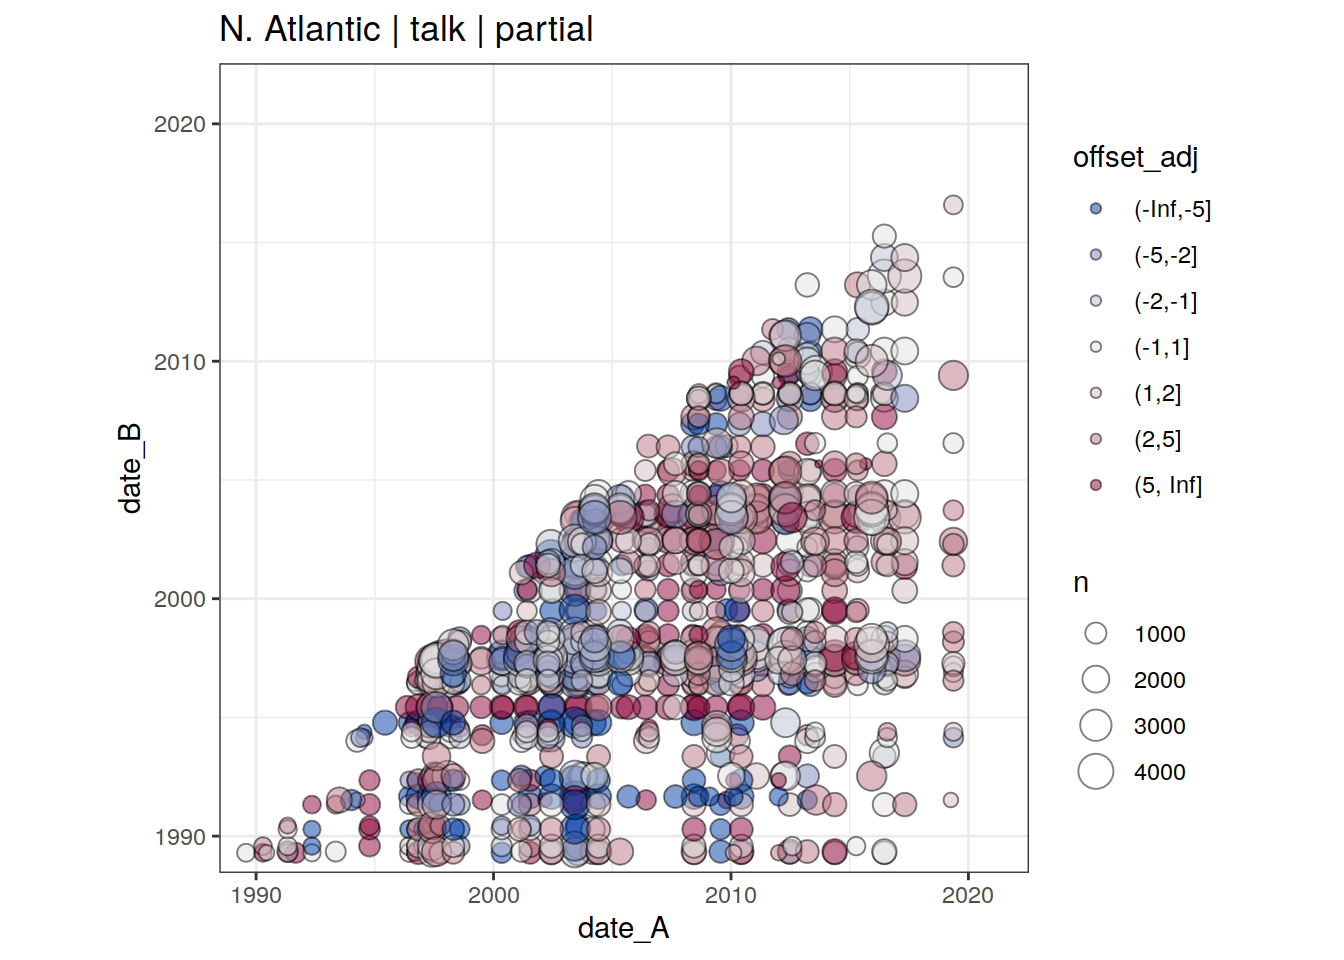 N. Atlantic | talk | partial
2020
2010
2000
1990
date_B
1990
2000
2010
2020
date_A
offset_adj
(-Inf,-5]
(-5,-2]
(-2,-1]
(-1,1]
(1,2]
(2,5]
(5, Inf]
n
1000
2000
3000
4000